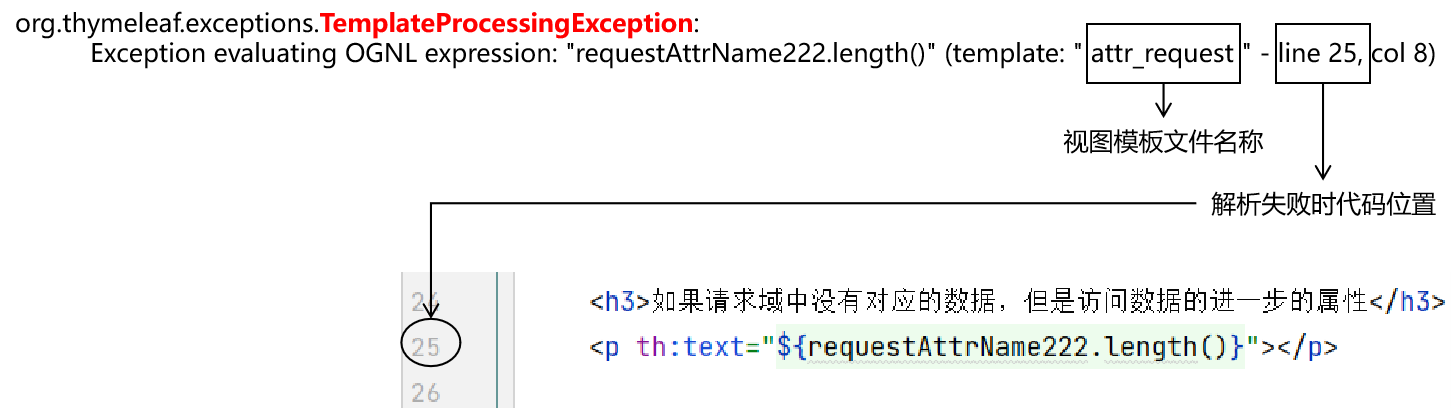 org.thymeleaf.exceptions.TemplateProcessingException:
Exception evaluating OGNL expression: "requestAttrName222.length()" (template: "attr_request" - line 25, col 8)
视图模板文件名称
解析失败时代码位置
24 <h3>如果请求域中没有对应的数据，但是访问数据的进一步的属性</h3>
25 <p th:text="${requestAttrName222.length()}"></p>
26